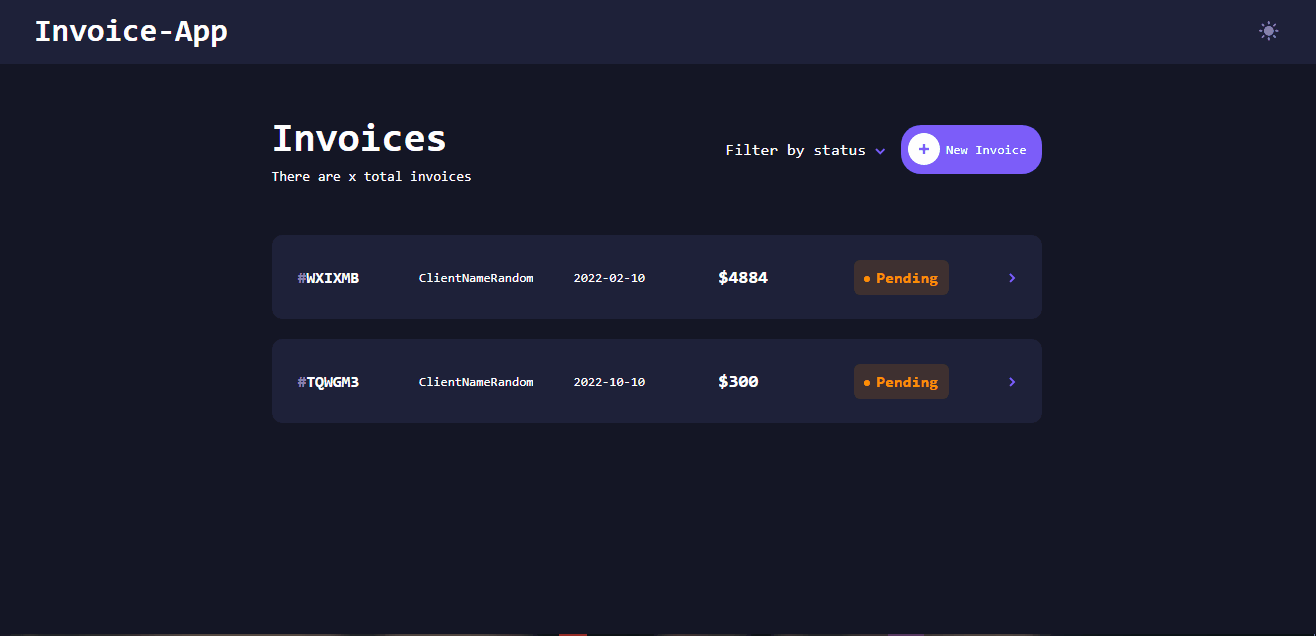 Invoice-App
Invoices
There are x total invoices
Filter by status
New Invoice
#WXIXMB ClientNameRandom 2022-02-10 $4884 Pending
#TQWGM3 ClientNameRandom 2022-10-10 $300 Pending